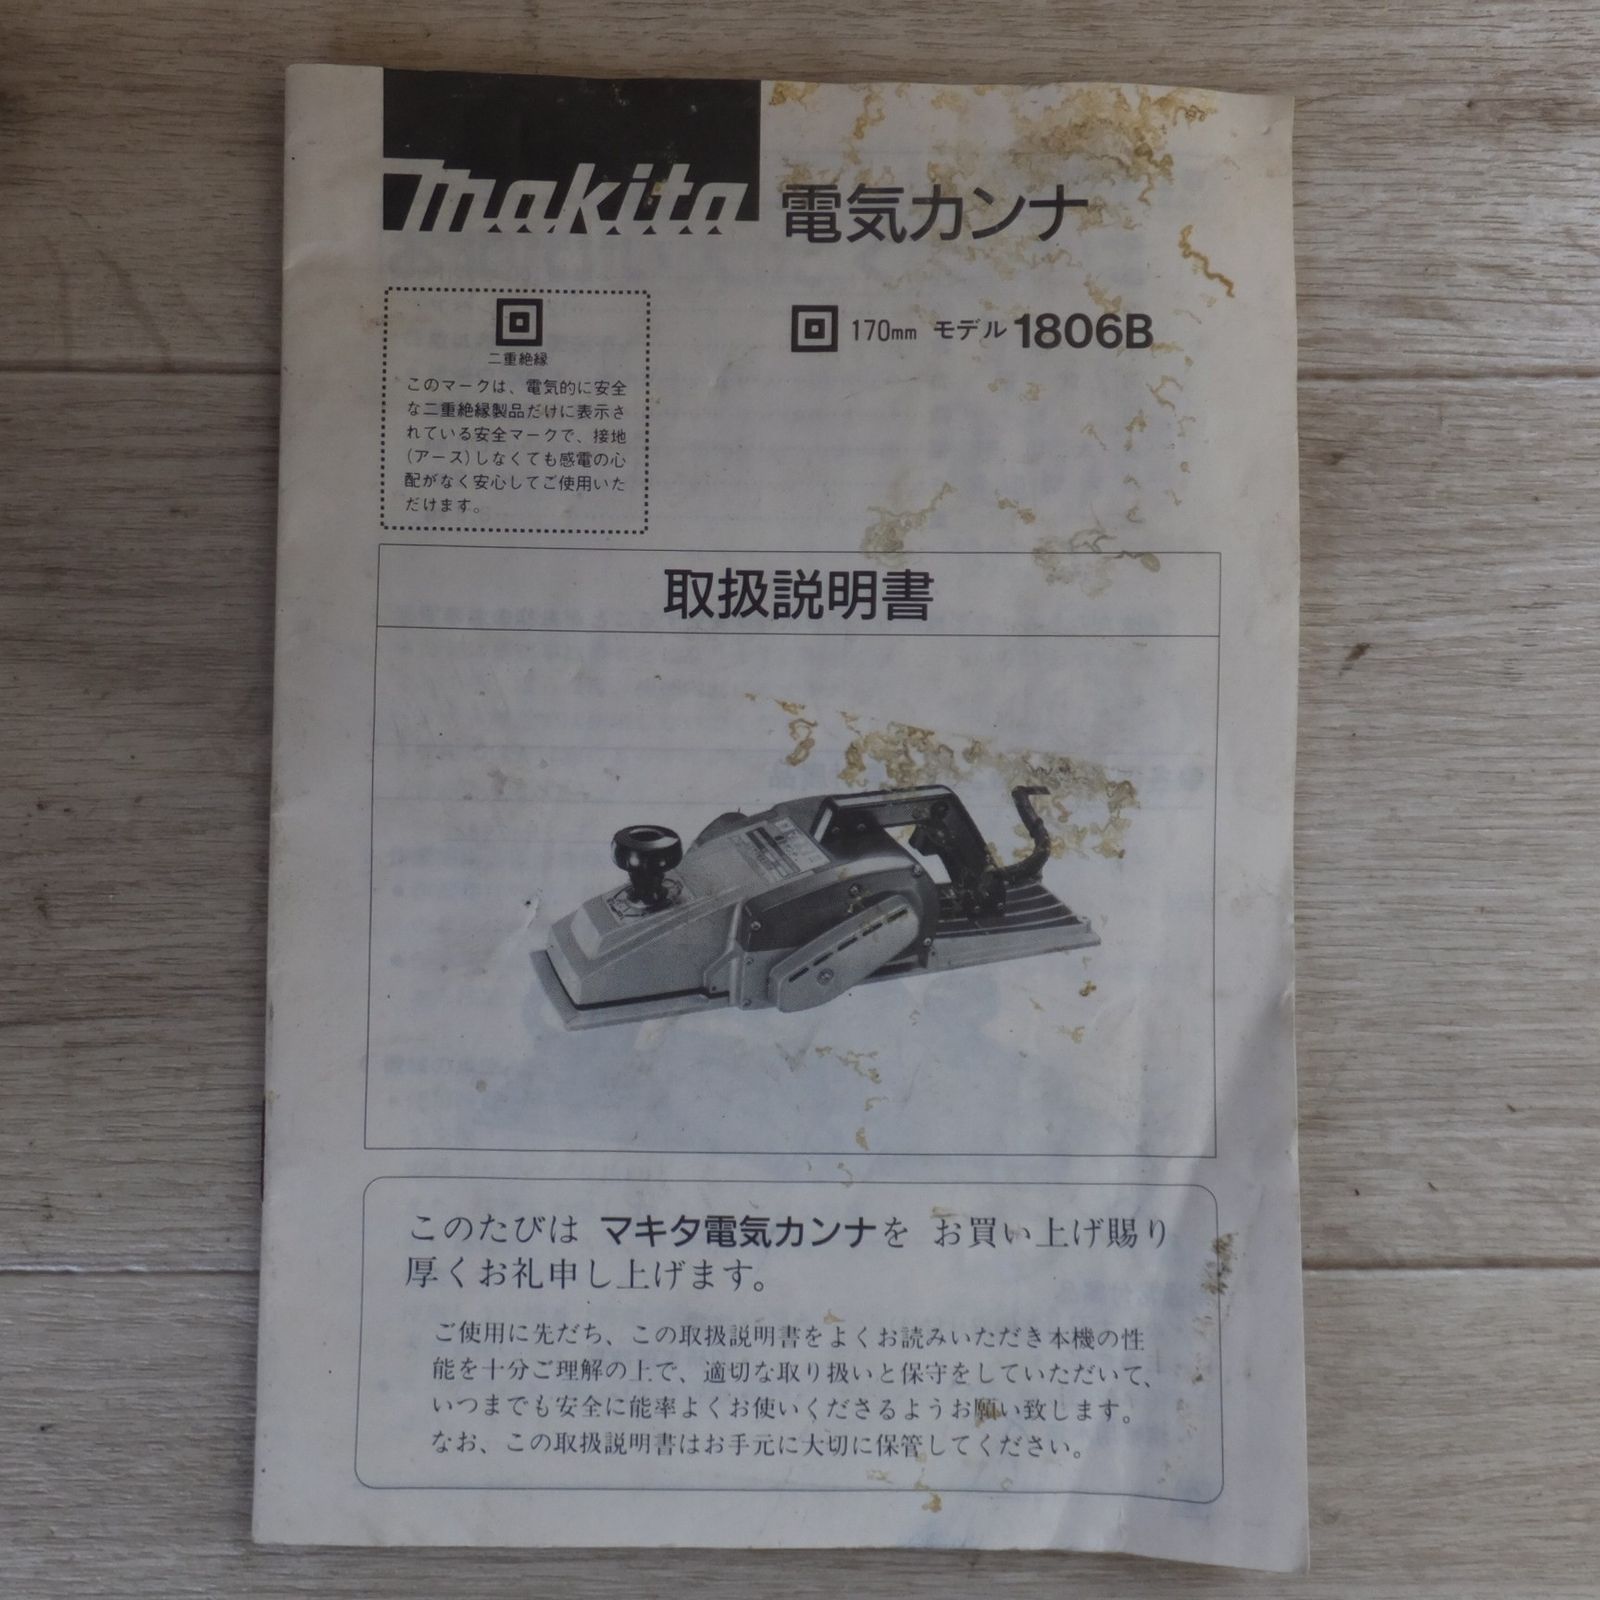 makita
電気カンナ
170mm モデル 1806B
二重絶縁
このマークは、電気的に安全
な二重絶縁製品だけに表示さ
れている安全マークで、接地
(アース)しなくても感電の心
配がなく安心してご使用いた
だけます。
取扱説明書
このたびは マキタ電気カンナを お買い上げ賜り
厚くお礼申し上げます。
ご使用に先だち、この取扱説明書をよくお読みいただき本機の性
能を十分ご理解の上で、適切な取り扱いと保守をしていただいて、
いつまでも安全に能率よくお使いくださるようお願い致します。
なお、この取扱説明書はお手元に大切に保管してください。